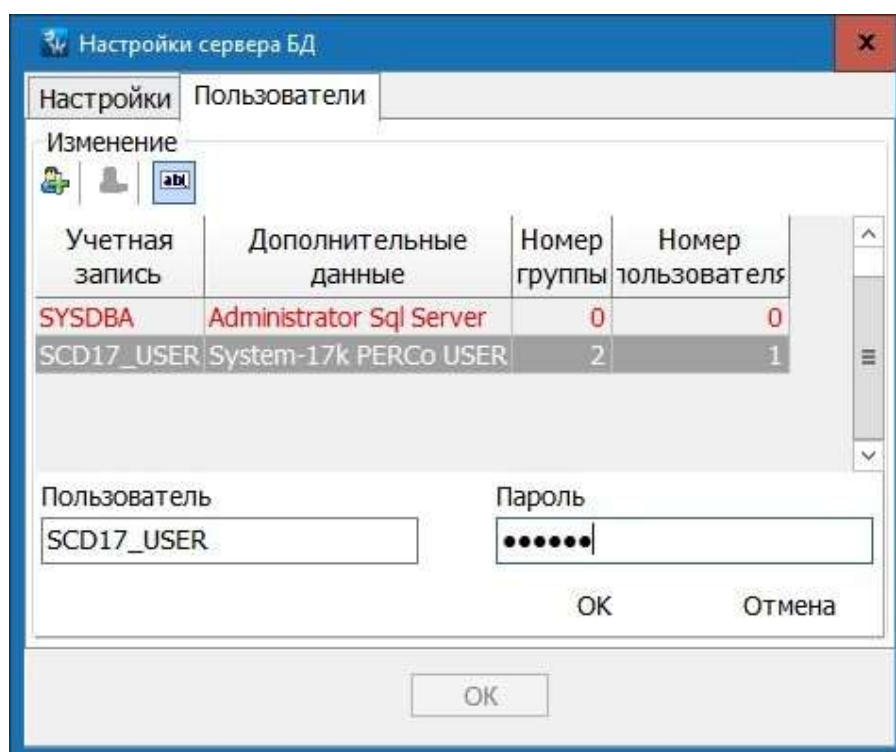 Настройки сервера БД
x
Настройки Пользователи
Изменение
ab
Учетная запись Дополнительные данные Номер группы пользователя Номер
SYSDBA Administrator Sql Server 0 0
SCD17_USER System-17k PERCo USER 2 1
Пользователь Пароль
SCD17_USER ●●●●●●
OK Отмена
OK